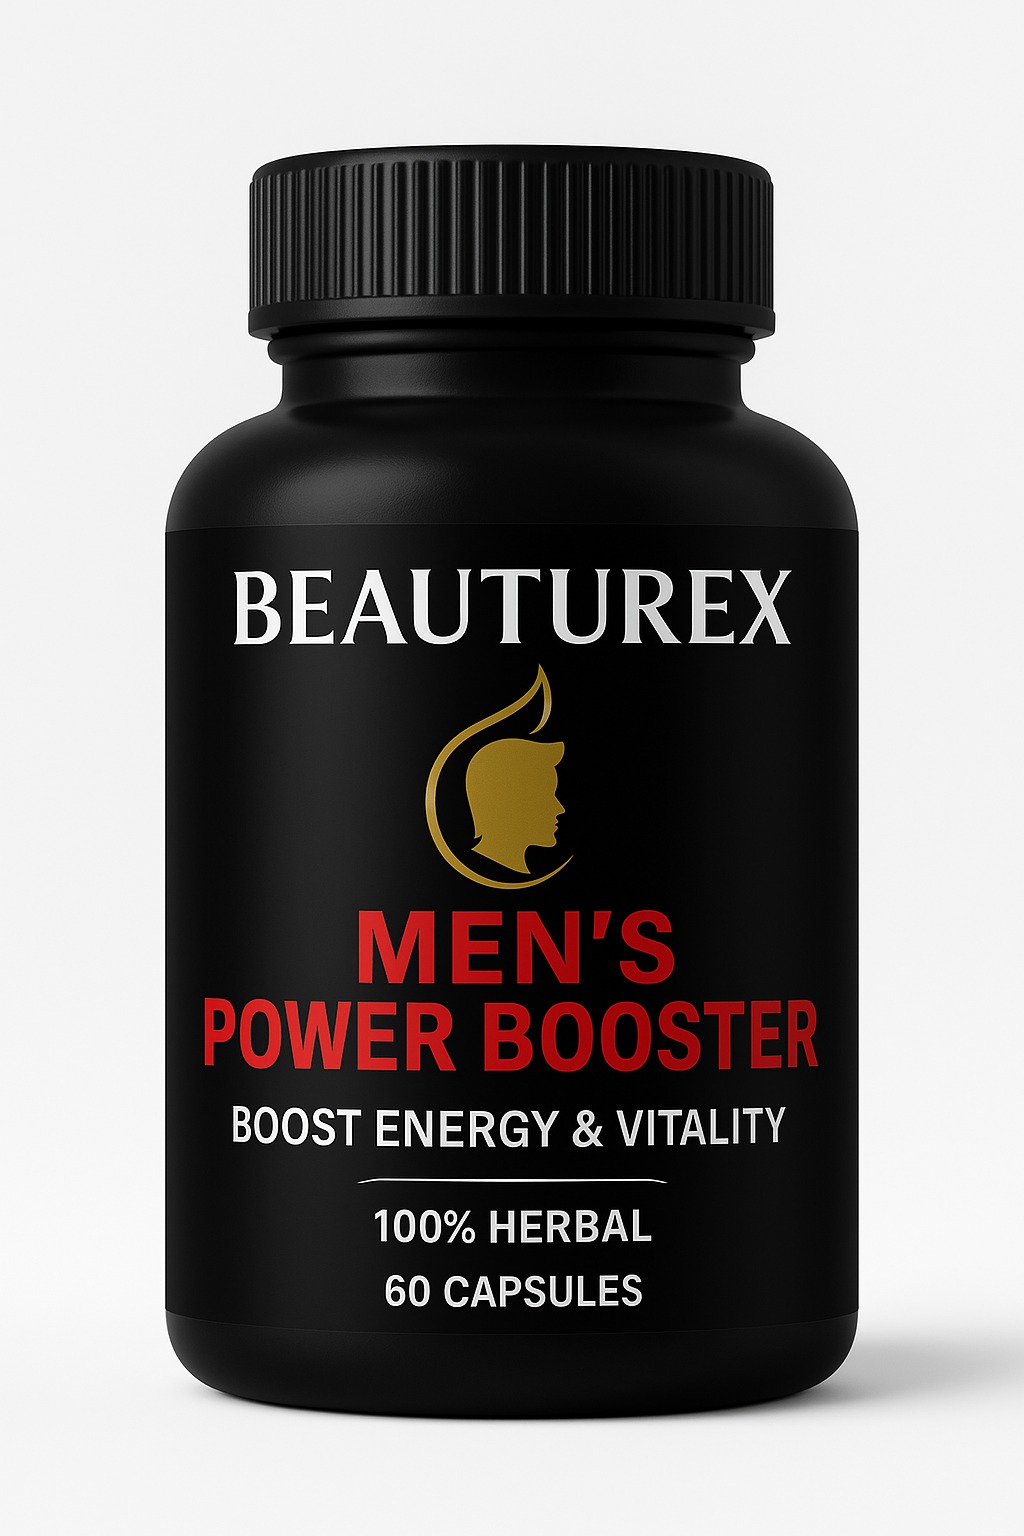 BEAUTUREX
MEN'S
POWER BOOSTER
BOOST ENERGY & VITALITY
100% HERBAL
60 CAPSULES